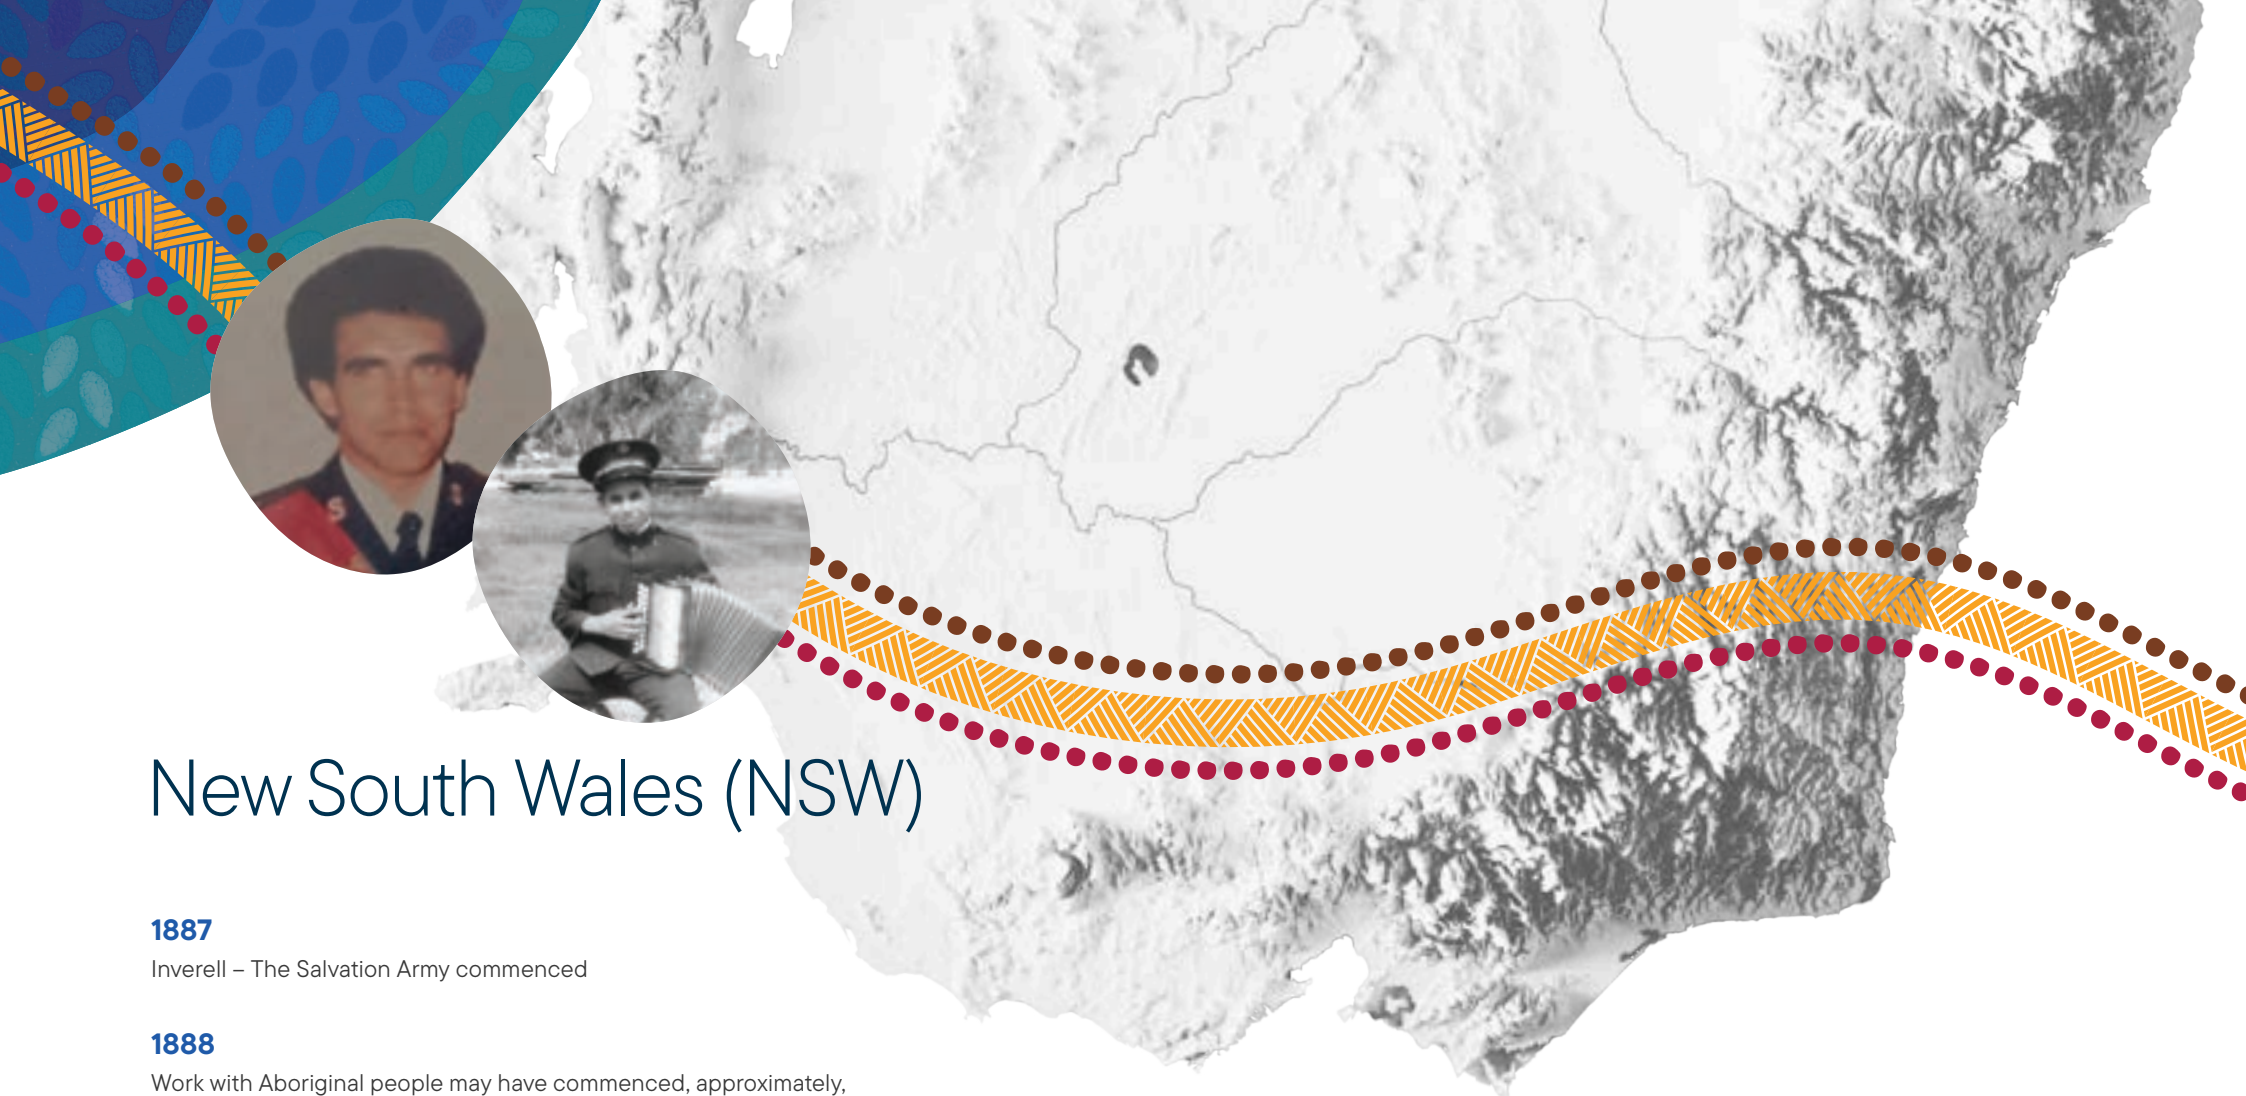 New South Wales (NSW)
1887
Inverell – The Salvation Army commenced
1888
Work with Aboriginal people may have commenced, approximately,